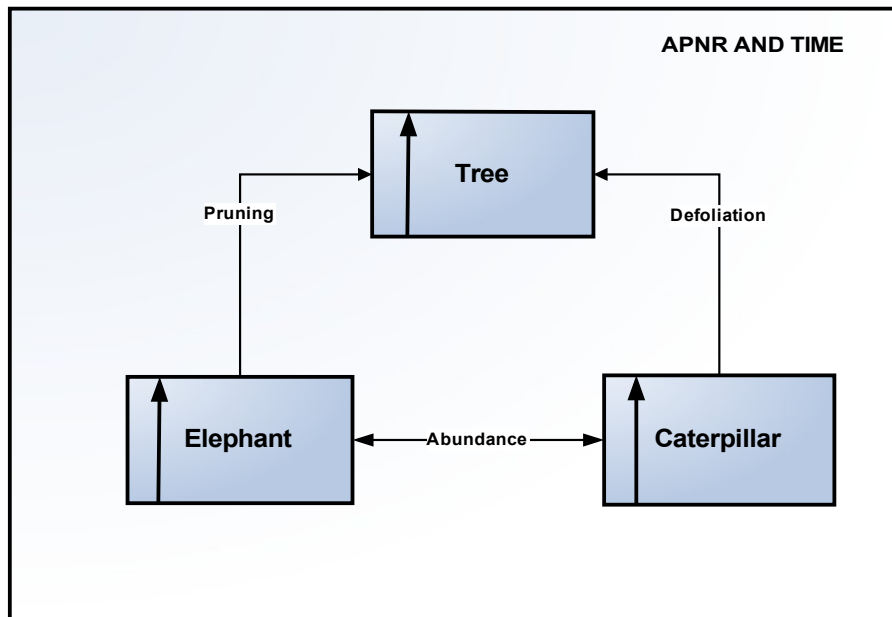 APNR AND TIME
Tree
Pruning
Defoliation
Elephant
Abundance
Caterpillar